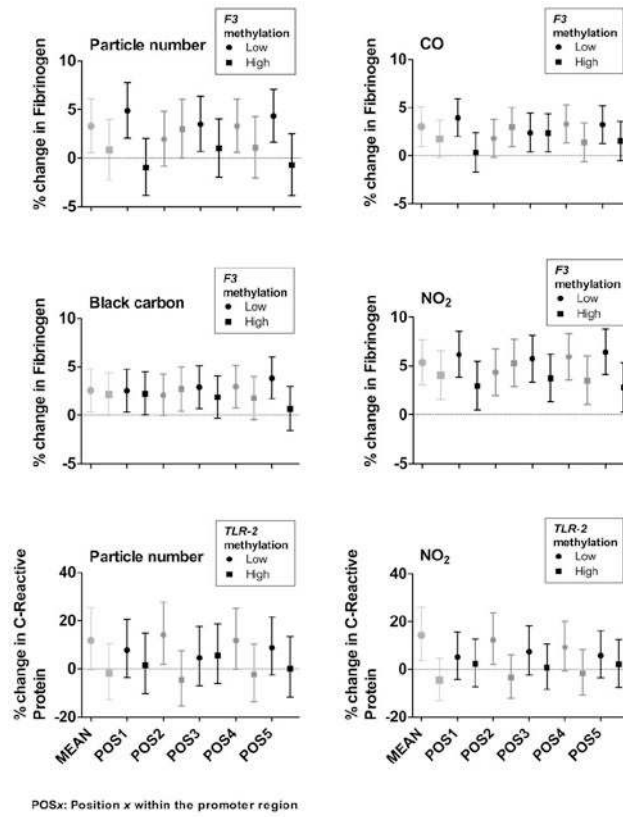 Particle number
F3
methylation
Low
High
% change in Fibrinogen
10
5
0
-5
CO
F3
methylation
Low
High
% change in Fibrinogen
10
5
0
-5
Black carbon
F3
methylation
Low
High
% change in Fibrinogen
10
5
0
-5
NO2
F3
methylation
Low
High
% change in Fibrinogen
10
5
0
-5
Particle number
TLR-2
methylation
Low
High
% change in C-Reactive
Protein
40
20
0
-20
MEAN
POS1
POS2
POS3
POS4
POS5
NO2
TLR-2
methylation
Low
High
% change in C-Reactive
Protein
40
20
0
-20
MEAN
POS1
POS2
POS3
POS4
POS5
POSx: Position x within the promoter region